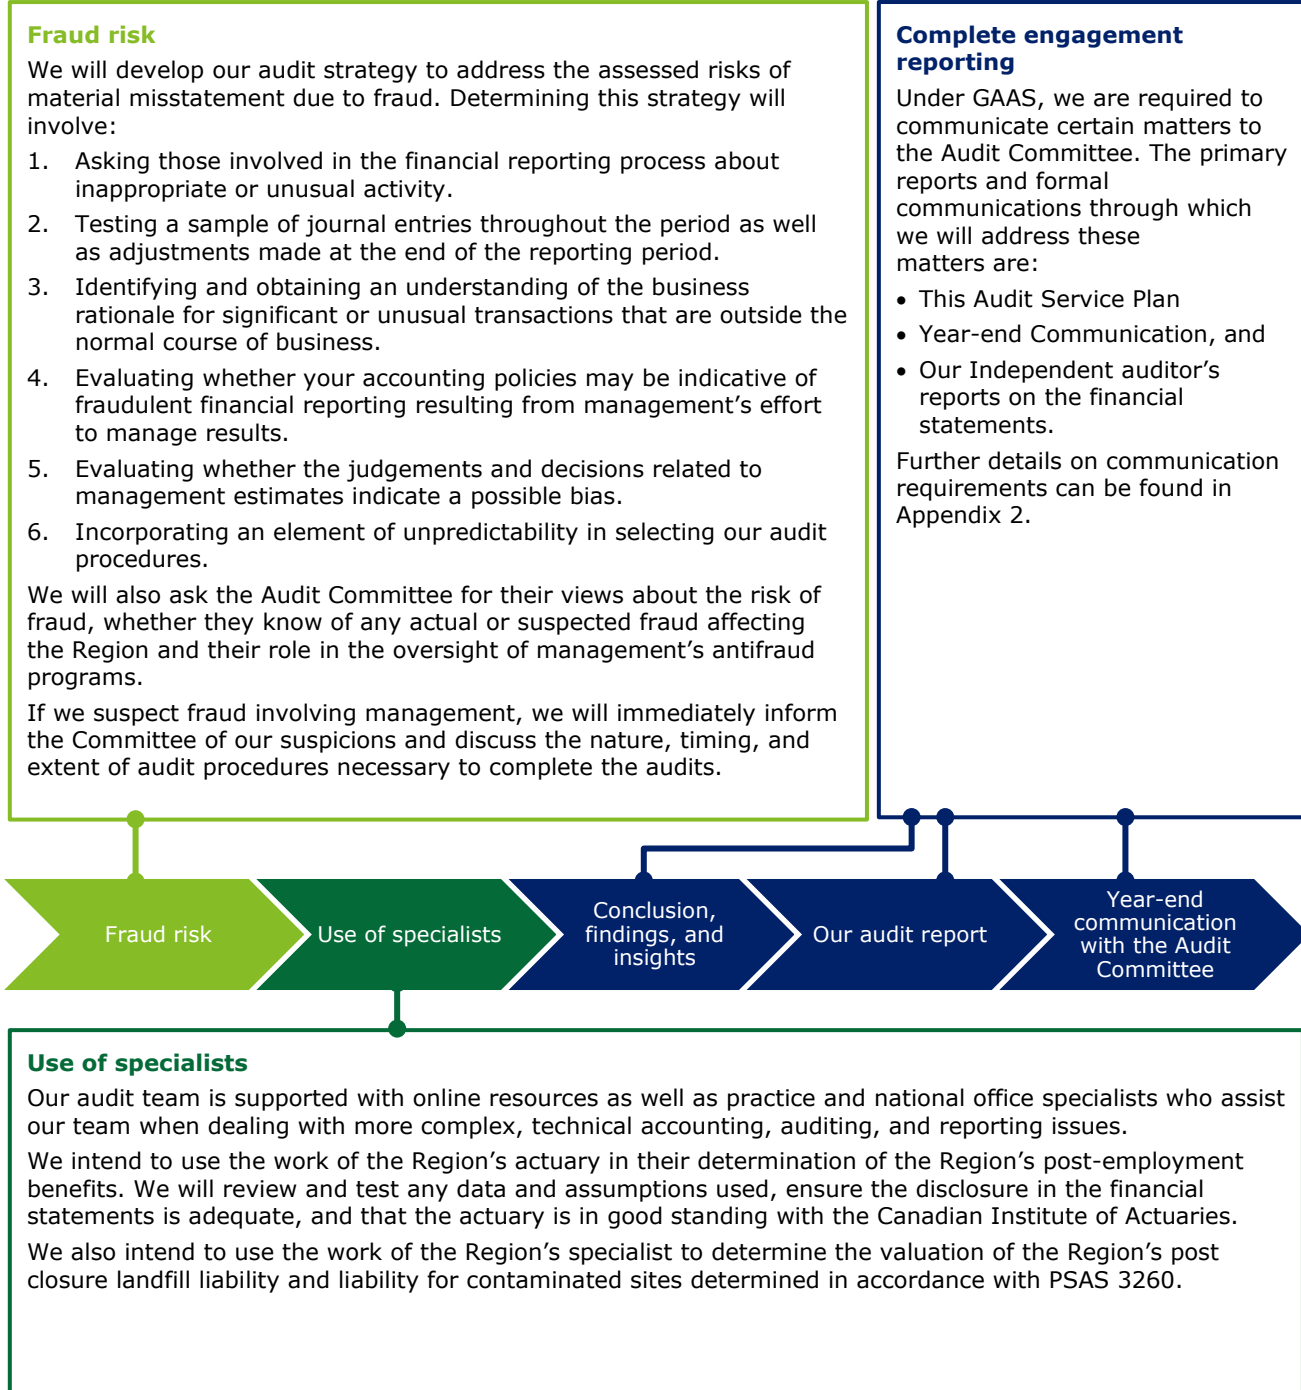 Fraud risk
We will develop our audit strategy to address the assessed risks of
material misstatement due to fraud. Determining this strategy will
involve:
1. Asking those involved in the financial reporting process about
inappropriate or unusual activity.
2. Testing a sample of journal entries throughout the period as well
as adjustments made at the end of the reporting period.
3. Identifying and obtaining an understanding of the business
rationale for significant or unusual transactions that are outside the
normal course of business.
4. Evaluating whether your accounting policies may be indicative of
fraudulent financial reporting resulting from management’s effort
to manage results.
5. Evaluating whether the judgements and decisions related to
management estimates indicate a possible bias.
6. Incorporating an element of unpredictability in selecting our audit
procedures.
We will also ask the Audit Committee for their views about the risk of
fraud, whether they know of any actual or suspected fraud affecting
the Region and their role in the oversight of management’s antifraud
programs.
If we suspect fraud involving management, we will immediately inform
the Committee of our suspicions and discuss the nature, timing, and
extent of audit procedures necessary to complete the audits.
Complete engagement
reporting
Under GAAS, we are required to
communicate certain matters to
the Audit Committee. The primary
reports and formal
communications through which
we will address these
matters are:
• This Audit Service Plan
• Year-end Communication, and
• Our Independent auditor’s
reports on the financial
statements.
Further details on communication
requirements can be found in
Appendix 2.
Fraud risk
Use of specialists
Conclusion,
findings, and
insights
Our audit report
Year-end
communication
with the Audit
Committee
Use of specialists
Our audit team is supported with online resources as well as practice and national office specialists who assist
our team when dealing with more complex, technical accounting, auditing, and reporting issues.
We intend to use the work of the Region’s actuary in their determination of the Region’s post-employment
benefits. We will review and test any data and assumptions used, ensure the disclosure in the financial
statements is adequate, and that the actuary is in good standing with the Canadian Institute of Actuaries.
We also intend to use the work of the Region’s specialist to determine the valuation of the Region’s post
closure landfill liability and liability for contaminated sites determined in accordance with PSAS 3260.